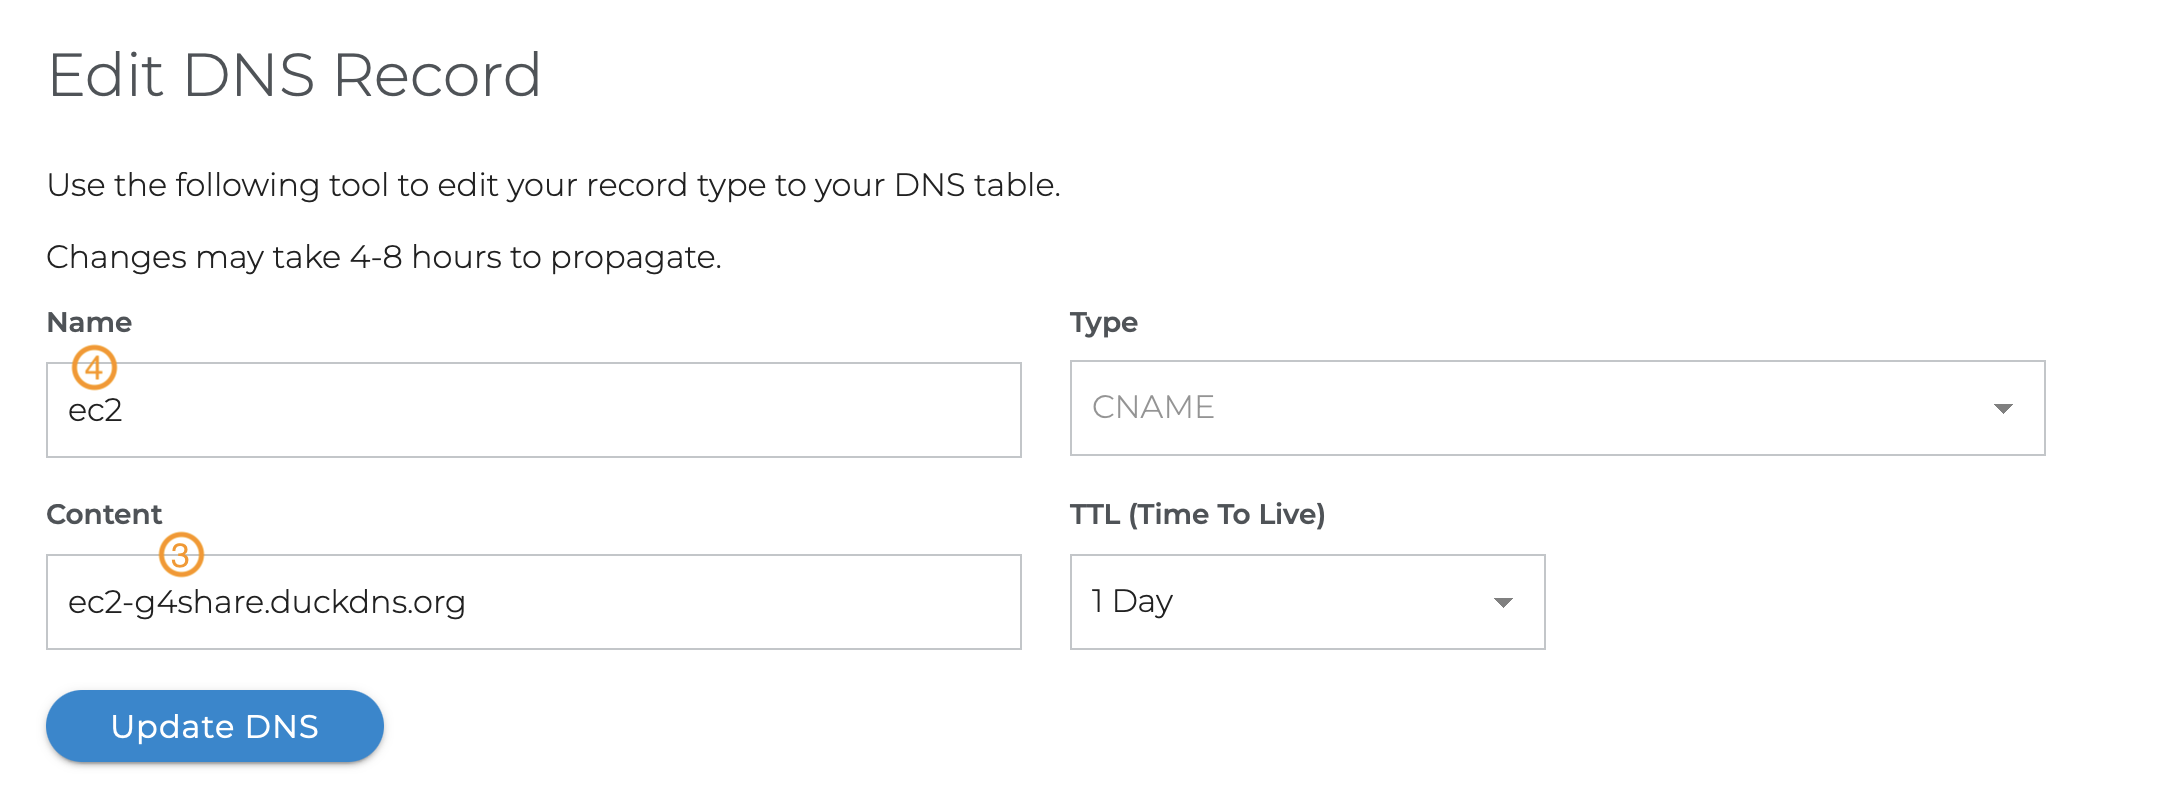 Edit DNS Record
Use the following tool to edit your record type to your DNS table.
Changes may take 4-8 hours to propagate.
Name
4
ec2
Type
CNAME
Content
3
ec2-g4share.duckdns.org
TTL (Time To Live)
1 Day
Update DNS